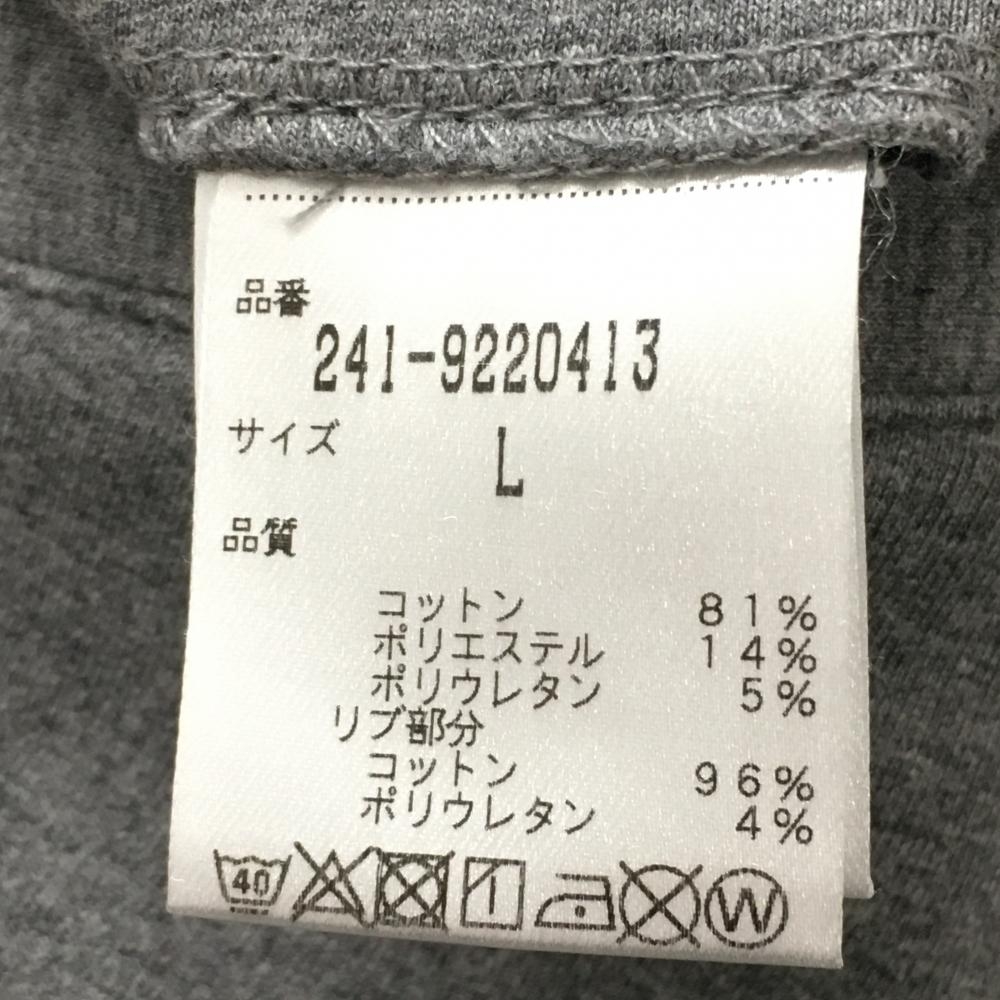 品番
241-9220413
サイズ L
品質
コットン 81%
ポリエステル 14%
ポリウレタン 5%
リブ部分
コットン 96%
ポリウレタン 4%
40 W